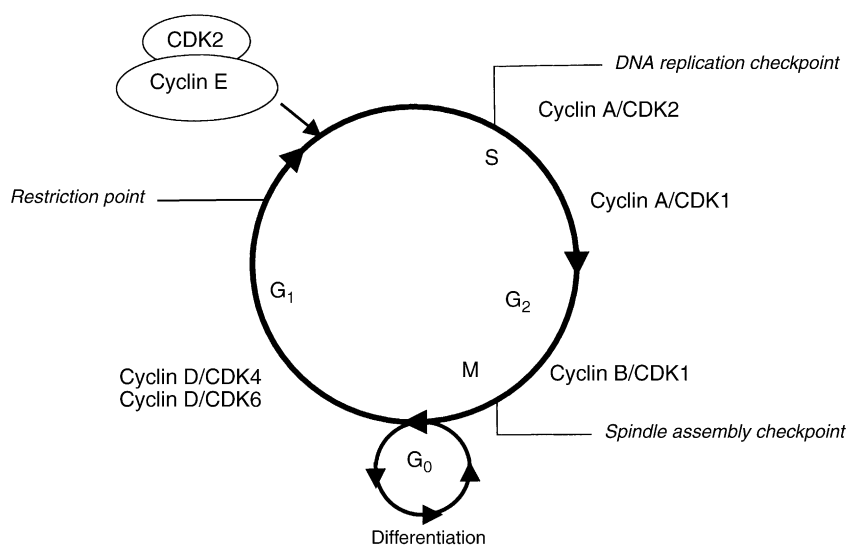 CDK2
Cyclin E
DNA replication checkpoint
Cyclin A/CDK2
S
Restriction point
Cyclin A/CDK1
G1
G2
M
Cyclin D/CDK4
Cyclin D/CDK6
Cyclin B/CDK1
Spindle assembly checkpoint
G0
Differentiation